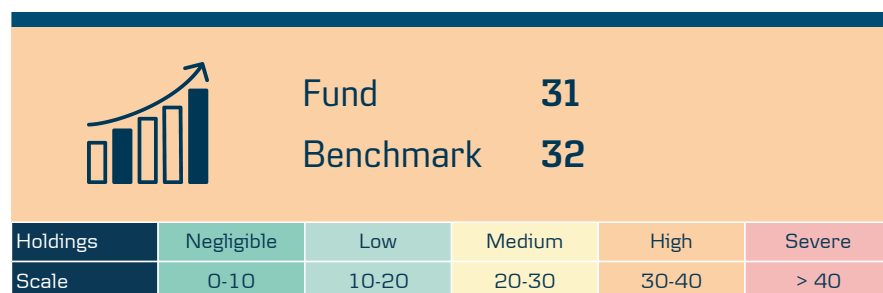 Fund 31
Benchmark 32
Holdings Negligible Low Medium High Severe
Scale 0-10 10-20 20-30 30-40 > 40